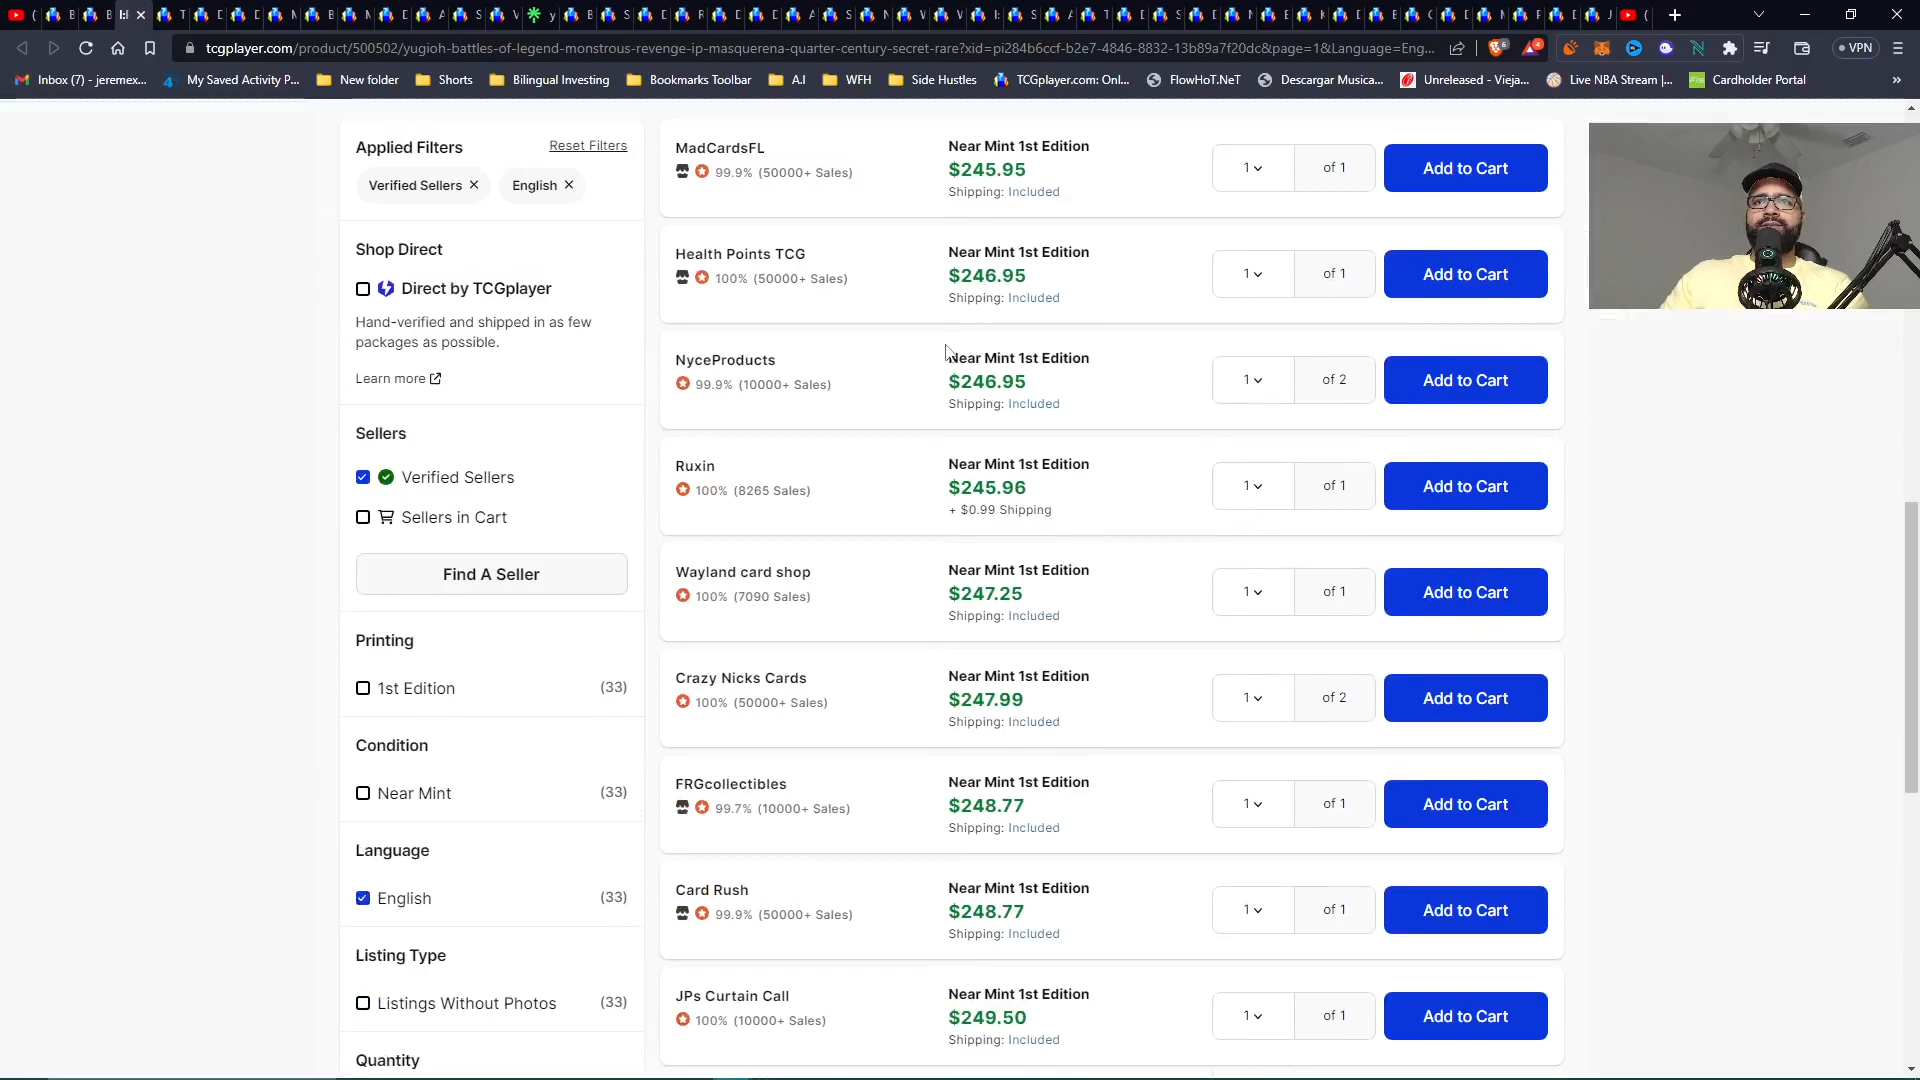 tcgplayer.com/product/500502/yugioh-battles-of-legend-monstrous-revenge-ip-masquerena-quarter-century-secret-rare?xid=pi284b6ccf-b2e7-4846-8832-13b89a7f20dc&page=1&Language=Eng...
VPN
Inbox (7) - jeremex...
My Saved Activity P...
New folder
Shorts
Bilingual Investing
Bookmarks Toolbar
A.I
WFH
Side Hustles
TCGplayer.com: Onl...
FlowHoT.NeT
Descargar Musica...
Unreleased - Vieja...
Live NBA Stream |...
Cardholder Portal
Applied Filters
Reset Filters
Verified Sellers
English
Shop Direct
Direct by TCGplayer
Hand-verified and shipped in as few
packages as possible.
Learn more
Sellers
Verified Sellers
Sellers in Cart
Find A Seller
Printing
1st Edition (33)
Condition
Near Mint (33)
Language
English (33)
Listing Type
Listings Without Photos (33)
Quantity
MadCardsFL
99.9% (50000+ Sales)
Near Mint 1st Edition
$245.95
Shipping: Included
1 of 1
Add to Cart
Health Points TCG
100% (50000+ Sales)
Near Mint 1st Edition
$246.95
Shipping: Included
1 of 1
Add to Cart
NyceProducts
99.9% (10000+ Sales)
Near Mint 1st Edition
$246.95
Shipping: Included
1 of 2
Add to Cart
Ruxin
100% (8265 Sales)
Near Mint 1st Edition
$245.96
+ $0.99 Shipping
1 of 1
Add to Cart
Wayland card shop
100% (7090 Sales)
Near Mint 1st Edition
$247.25
Shipping: Included
1 of 1
Add to Cart
Crazy Nicks Cards
100% (50000+ Sales)
Near Mint 1st Edition
$247.99
Shipping: Included
1 of 2
Add to Cart
FRGcollectibles
99.7% (10000+ Sales)
Near Mint 1st Edition
$248.77
Shipping: Included
1 of 1
Add to Cart
Card Rush
99.9% (50000+ Sales)
Near Mint 1st Edition
$248.77
Shipping: Included
1 of 1
Add to Cart
JPs Curtain Call
100% (10000+ Sales)
Near Mint 1st Edition
$249.50
Shipping: Included
1 of 1
Add to Cart